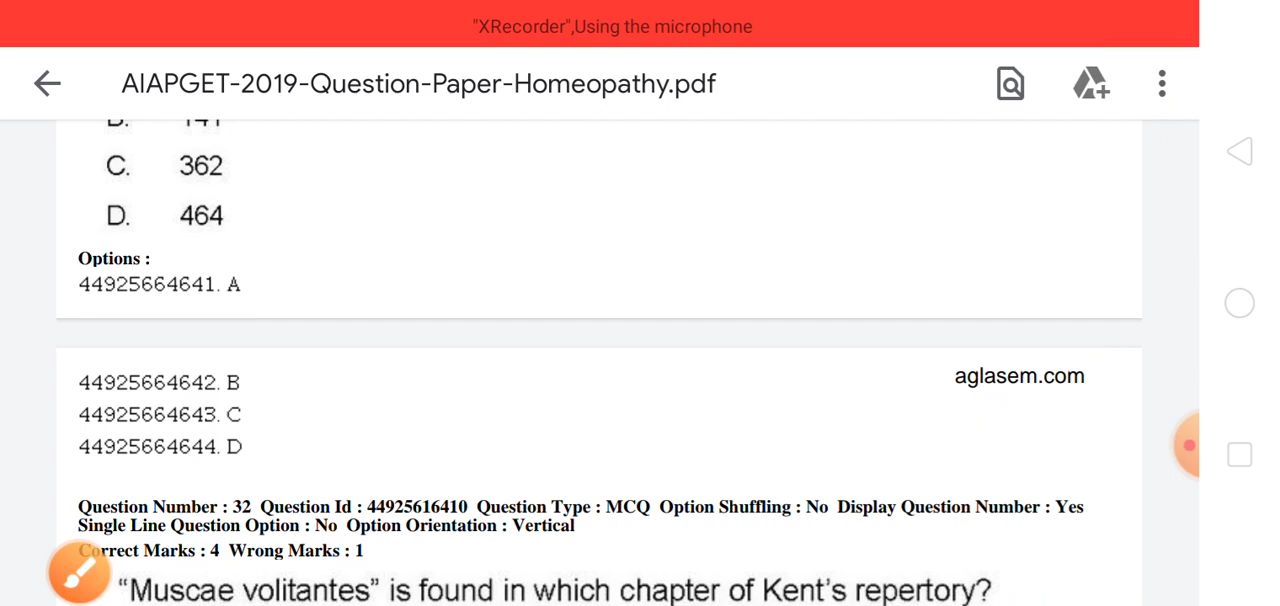 "XRecorder",Using the microphone
AIAPGET-2019-Question-Paper-Homeopathy.pdf
C. 362
D. 464
Options :
44925664641. A
aglasem.com
44925664642. B
44925664643. C
44925664644. D
Question Number : 32 Question Id : 44925616410 Question Type : MCQ Option Shuffling : No Display Question Number : Yes
Single Line Question Option : No Option Orientation : Vertical
Correct Marks : 4 Wrong Marks : 1
“Muscae volitantes” is found in which chapter of Kent’s repertory?